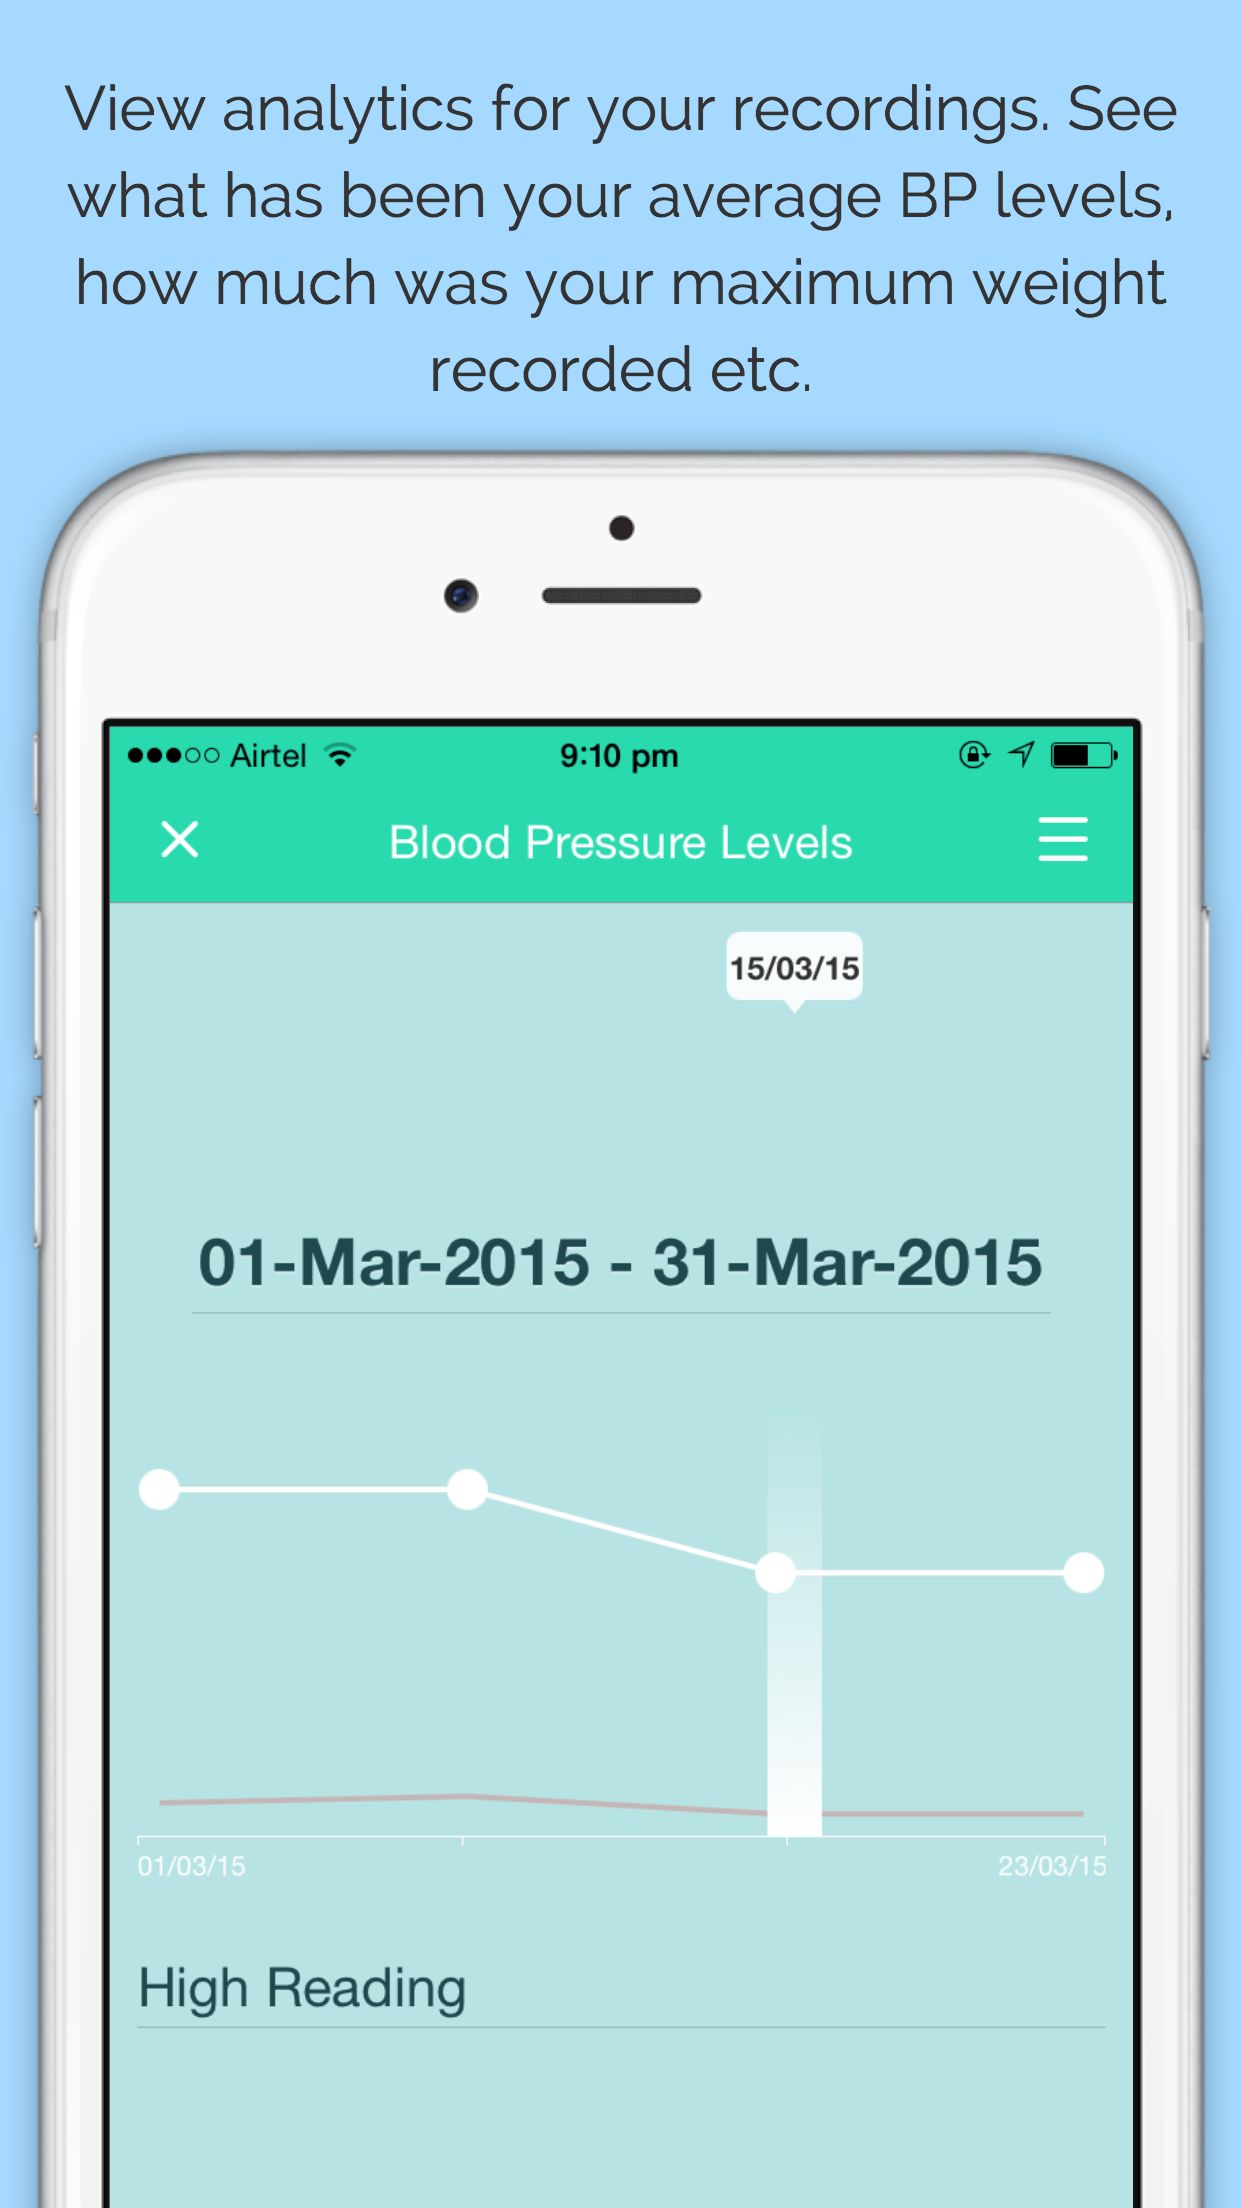 View analytics for your recordings. See
what has been your average BP levels,
how much was your maximum weight
recorded etc.
Airtel 9:10 pm
Blood Pressure Levels
15/03/15
01-Mar-2015 - 31-Mar-2015
01/03/15 23/03/15
High Reading